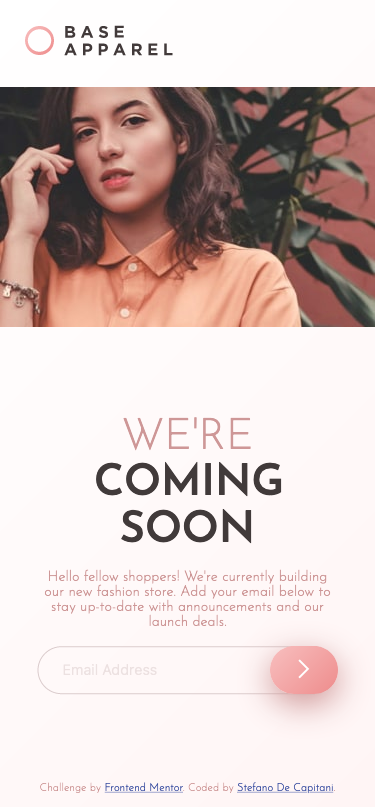 BASE
APPAREL
WE'RE
COMING
SOON
Hello fellow shoppers! We're currently building
our new fashion store. Add your email below to
stay up-to-date with announcements and our
launch deals.
Email Address
Challenge by Frontend Mentor. Coded by Stefano De Capitani.